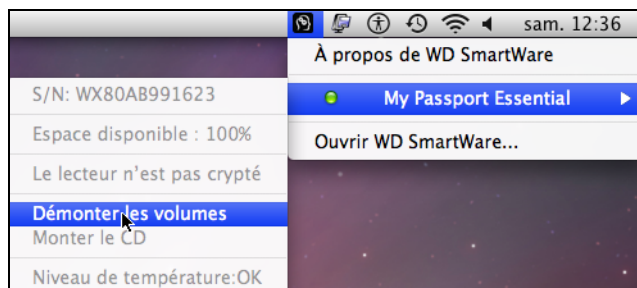 sam. 12:36
À propos de WD SmartWare
My Passport Essential
Ouvrir WD SmartWare...
S/N: WX80AB991623
Espace disponible : 100%
Le lecteur n'est pas crypté
Démonter les volumes
Monter le CD
Niveau de température:OK